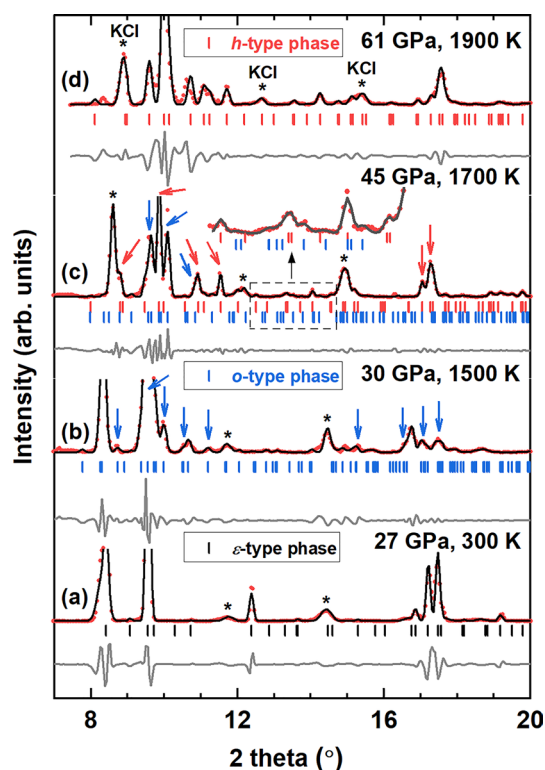 KCl
*
h-type phase
61 GPa, 1900 K
(d)
KCl
*
KCl
*
45 GPa, 1700 K
*
(c)
*
*
o-type phase
30 GPa, 1500 K
(b)
*
*
ε-type phase
27 GPa, 300 K
(a)
*
*
8 12 16 20
2 theta (°)
Intensity (arb. units)